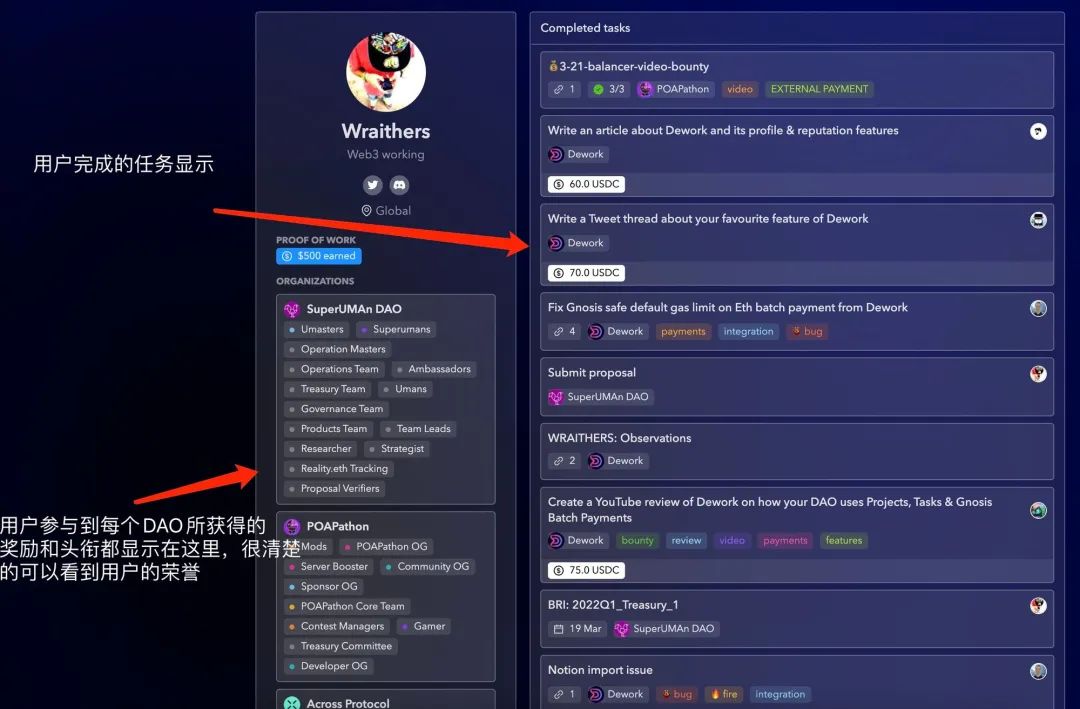 用户完成的任务显示
用户参与到每个DAO所获得的
奖励和头衔都显示在这里，很清楚
的可以看到用户的荣誉
Wraithers
Web3 working
Global
PROOF OF WORK
$500 earned
ORGANIZATIONS
SuperUMAn DAO
Umasters Superumans
Operation Masters
Operations Team Ambassadors
Treasury Team Umans
Governance Team
Products Team Team Leads
Researcher Strategist
Reality.eth Tracking
Proposal Verifiers
POAPathon
Mods POAPathon OG
Server Booster Community OG
Sponsor OG
POAPathon Core Team
Contest Managers Gamer
Treasury Committee
Developer OG
Across Protocol
Completed tasks
3-21-balancer-video-bounty
1 3/3 POAPathon video EXTERNAL PAYMENT
Write an article about Dework and its profile & reputation features
Dework
60.0 USDC
Write a Tweet thread about your favourite feature of Dework
Dework
70.0 USDC
Fix Gnosis safe default gas limit on Eth batch payment from Dework
4 Dework payments integration bug
Submit proposal
SuperUMAn DAO
WRAITHERS: Observations
2 Dework
Create a YouTube review of Dework on how your DAO uses Projects, Tasks & Gnosis
Batch Payments
Dework bounty review video payments features
75.0 USDC
BRI: 2022Q1_Treasury_1
19 Mar SuperUMAn DAO
Notion import issue
1 Dework bug fire integration